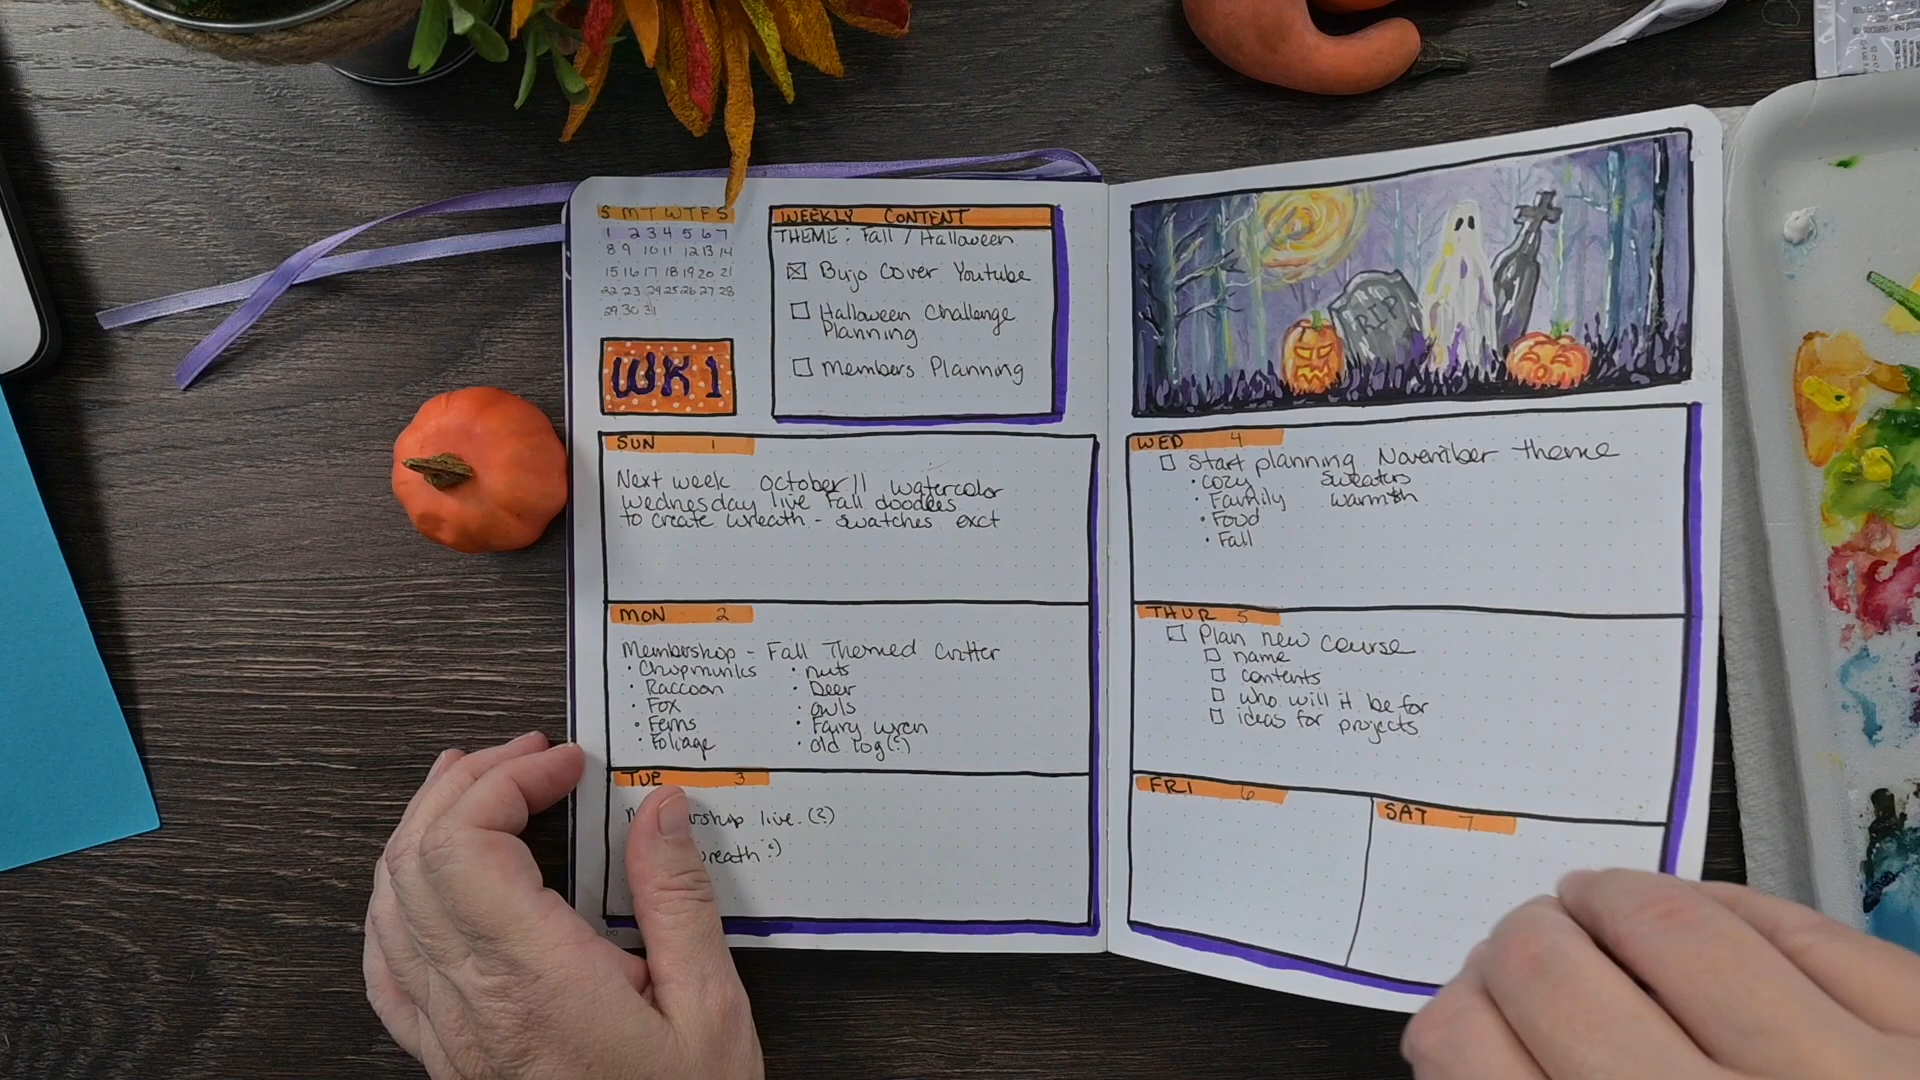 S M T W T F S
1 2 3 4 5 6 7
8 9 10 11 12 13 14
15 16 17 18 19 20 21
22 23 24 25 26 27 28
29 30 31
WK 1
WEEKLY CONTENT
THEME: Fall / Halloween
Bujo Cover Youtube
Halloween Challenge
Planning
Members Planning
SUN 1
Next week October 11 watercolor
Wednesday live Fall doodles
to create wreath - swatches exct
MON 2
Membership - Fall Themed Critter
• Chipmunks
• Raccoon
• Fox
• Ferns
• Foliage
• nuts
• Deer
• owls
• Fairy wren
• old log(?)
TUE 3
live (?)
:)
RIP
WED 4
Start planning November theme
• Cozy
• Family
• Food
• Fall
sweaters
warmth
THUR 5
Plan new course
name
contents
who will it be for
ideas for projects
FRI 6
SAT 7